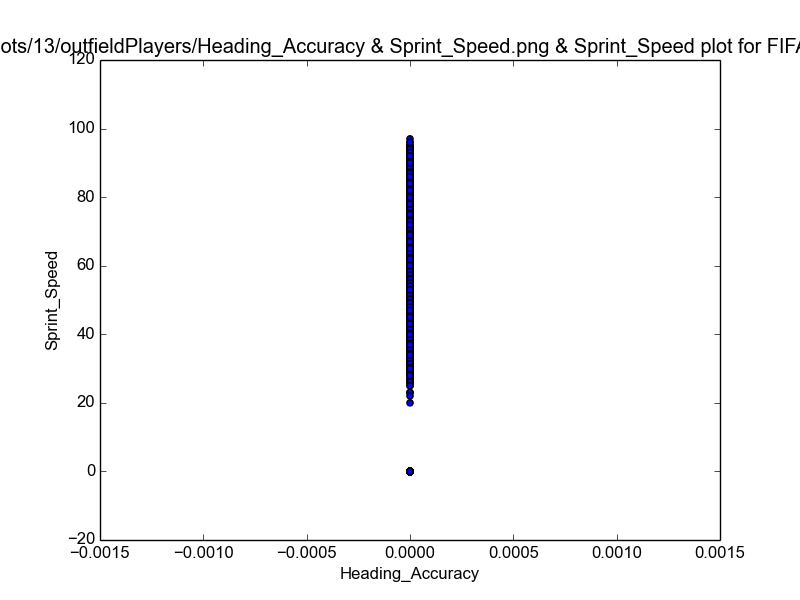 ots/13/outfieldPlayers/Heading_Accuracy & Sprint_Speed.png & Sprint_Speed plot for FIFA
120
100
80
60
40
20
0
−20
Sprint_Speed
−0.0015 −0.0010 −0.0005 0.0000 0.0005 0.0010 0.0015
Heading_Accuracy